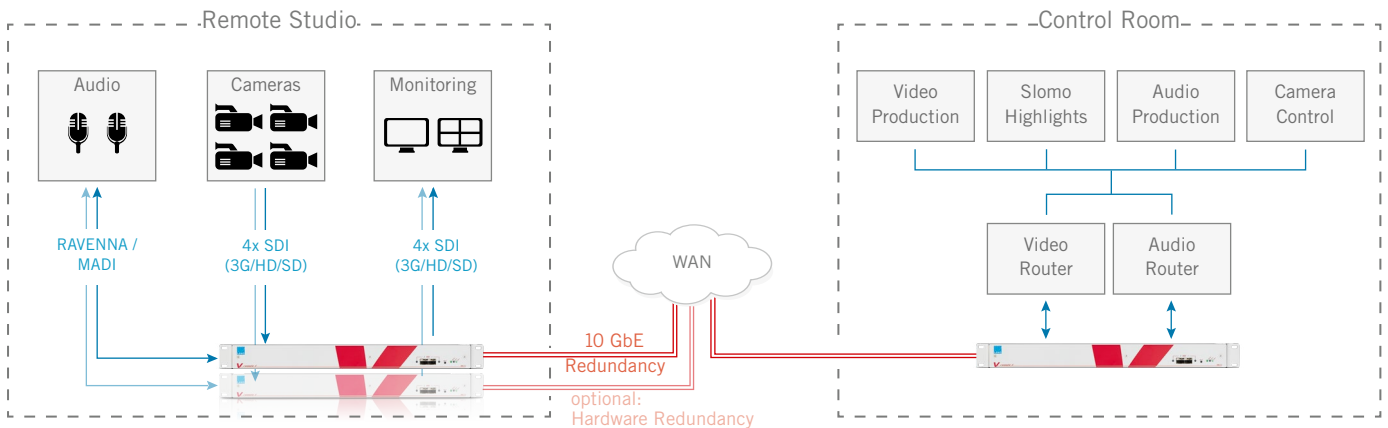 Remote Studio
Audio
Cameras
Monitoring
RAVENNA /
MADI
4x SDI
(3G/HD/SD)
4x SDI
(3G/HD/SD)
WAN
10 GbE
Redundancy
optional:
Hardware Redundancy
Control Room
Video
Production
Slomo
Highlights
Audio
Production
Camera
Control
Video
Router
Audio
Router